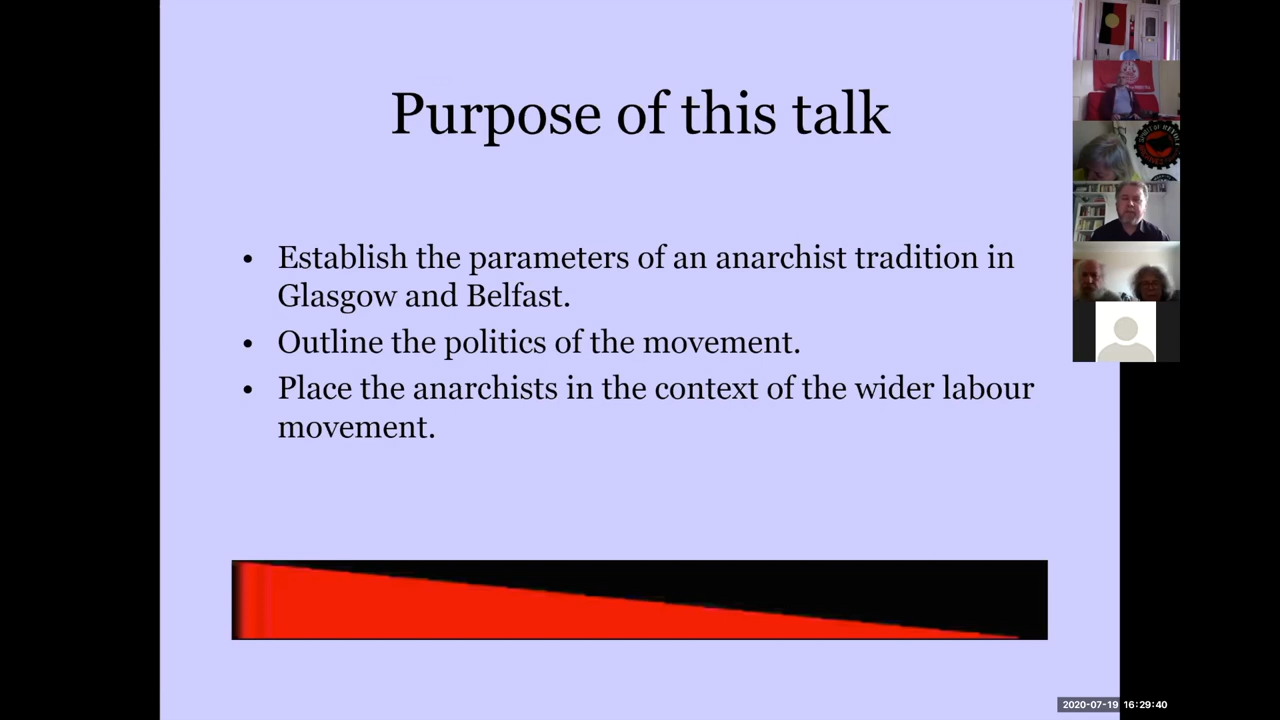 Purpose of this talk
• Establish the parameters of an anarchist tradition in
Glasgow and Belfast.
• Outline the politics of the movement.
• Place the anarchists in the context of the wider labour
movement.
2020-07-19 16:29:40